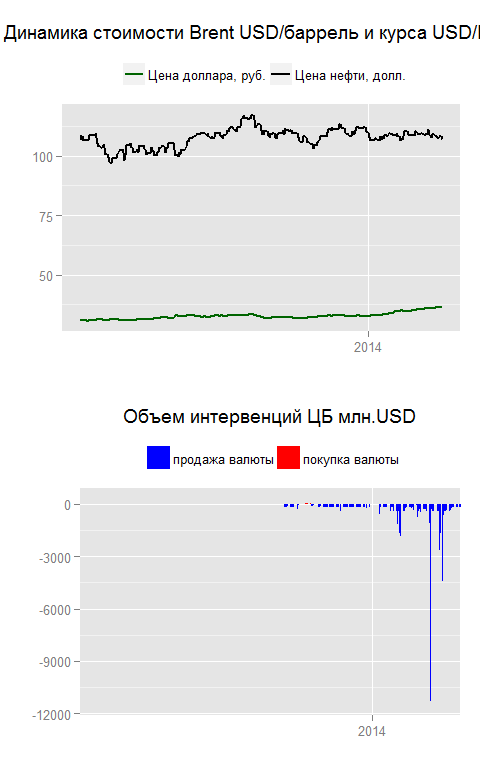 Динамика стоимости Brent USD/баррель и курса USD/
Цена доллара, руб. Цена нефти, долл.
100
75
50
2014
Объем интервенций ЦБ млн.USD
продажа валюты покупка валюты
0
-3000
-6000
-9000
-12000
2014